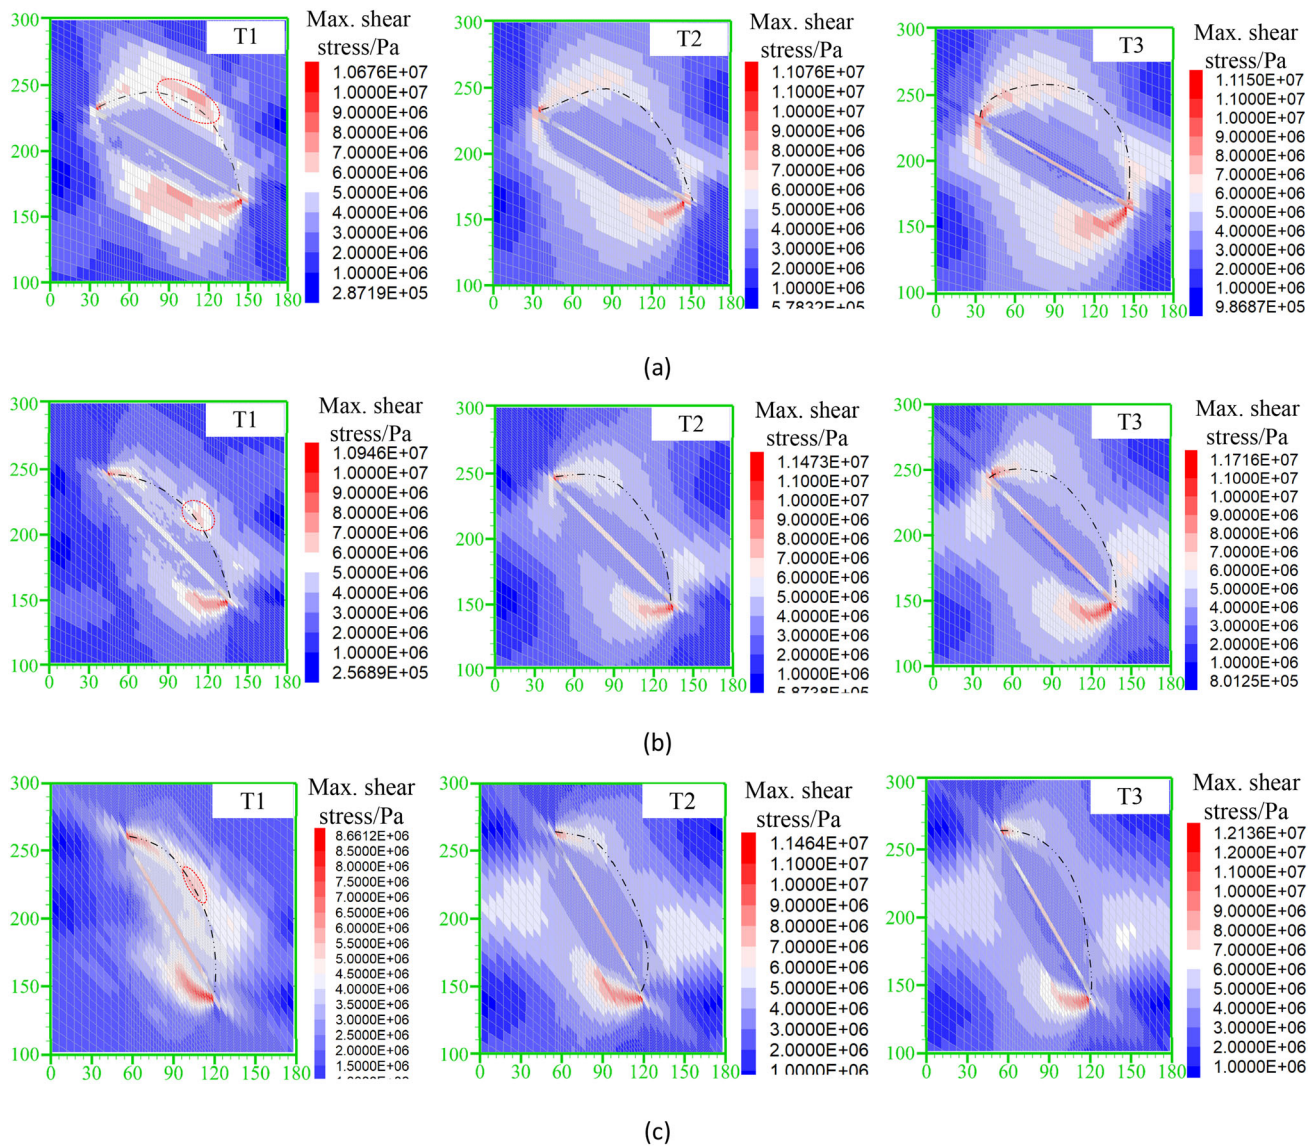 300
250
200
150
100
0 30 60 90 120 150 180
T1
Max. shear
stress/Pa
1.0676E+07
1.0000E+07
9.0000E+06
8.0000E+06
7.0000E+06
6.0000E+06
5.0000E+06
4.0000E+06
3.0000E+06
2.0000E+06
1.0000E+06
2.8719E+05
300
250
200
150
100
0 30 60 90 120 150 180
T2
Max. shear
stress/Pa
1.1076E+07
1.1000E+07
1.0000E+07
9.0000E+06
8.0000E+06
7.0000E+06
6.0000E+06
5.0000E+06
4.0000E+06
3.0000E+06
2.0000E+06
1.0000E+06
5.7832E+05
300
250
200
150
100
0 30 60 90 120 150 180
T3
Max. shear
stress/Pa
1.1150E+07
1.1000E+07
1.0000E+07
9.0000E+06
8.0000E+06
7.0000E+06
6.0000E+06
5.0000E+06
4.0000E+06
3.0000E+06
2.0000E+06
1.0000E+06
9.8687E+05
(a)
300
250
200
150
100
0 30 60 90 120 150 180
T1
Max. shear
stress/Pa
1.0946E+07
1.0000E+07
9.0000E+06
8.0000E+06
7.0000E+06
6.0000E+06
5.0000E+06
4.0000E+06
3.0000E+06
2.0000E+06
1.0000E+06
2.5689E+05
300
250
200
150
100
0 30 60 90 120 150 180
T2
Max. shear
stress/Pa
1.1473E+07
1.1000E+07
1.0000E+07
9.0000E+06
8.0000E+06
7.0000E+06
6.0000E+06
5.0000E+06
4.0000E+06
3.0000E+06
2.0000E+06
1.0000E+06
300
250
200
150
100
0 30 60 90 120 150 180
T3
Max. shear
stress/Pa
1.1716E+07
1.1000E+07
1.0000E+07
9.0000E+06
8.0000E+06
7.0000E+06
6.0000E+06
5.0000E+06
4.0000E+06
3.0000E+06
2.0000E+06
1.0000E+06
8.0125E+05
(b)
300
250
200
150
100
0 30 60 90 120 150 180
T1
Max. shear
stress/Pa
8.6612E+06
8.5000E+06
8.0000E+06
7.5000E+06
7.0000E+06
6.5000E+06
6.0000E+06
5.5000E+06
5.0000E+06
4.5000E+06
4.0000E+06
3.5000E+06
3.0000E+06
2.5000E+06
2.0000E+06
1.5000E+06
300
250
200
150
100
0 30 60 90 120 150 180
T2
Max. shear
stress/Pa
1.1464E+07
1.1000E+07
1.0000E+07
9.0000E+06
8.0000E+06
7.0000E+06
6.0000E+06
5.0000E+06
4.0000E+06
3.0000E+06
2.0000E+06
1.0000E+06
300
250
200
150
100
0 30 60 90 120 150 180
T3
Max. shear
stress/Pa
1.2136E+07
1.2000E+07
1.1000E+07
1.0000E+07
9.0000E+06
8.0000E+06
7.0000E+06
6.0000E+06
5.0000E+06
4.0000E+06
3.0000E+06
2.0000E+06
1.0000E+06
(c)